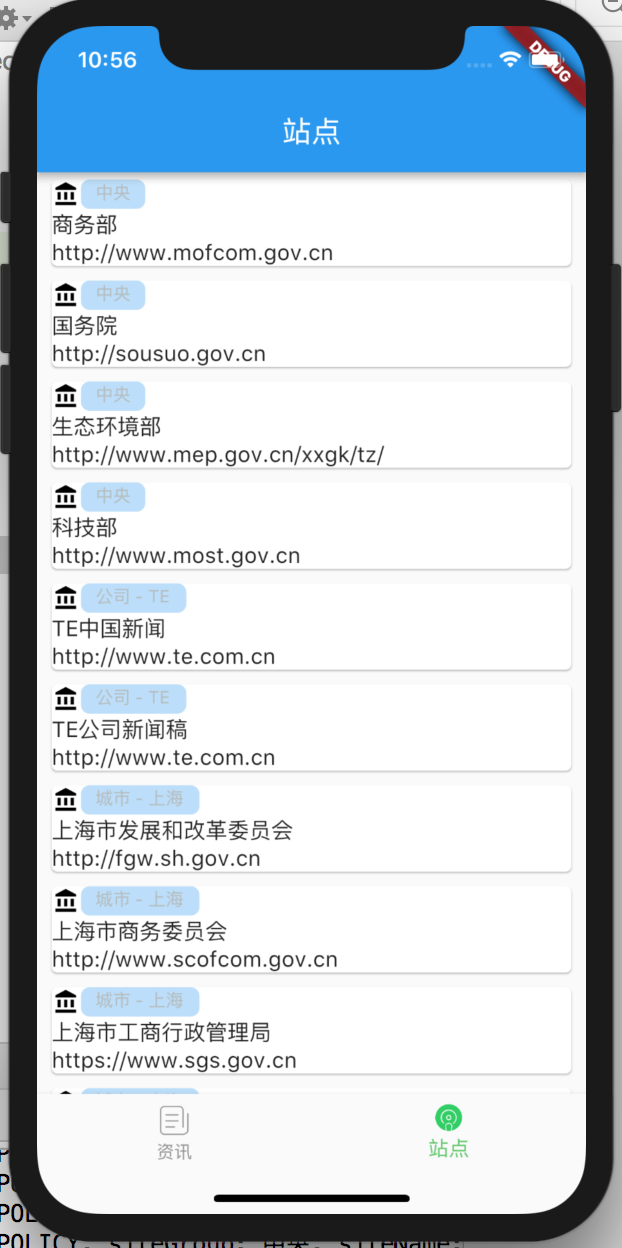 10:56
DEBUG
站点
中央
商务部
http://www.mofcom.gov.cn
中央
国务院
http://sousuo.gov.cn
中央
生态环境部
http://www.mep.gov.cn/xxgk/tz/
中央
科技部
http://www.most.gov.cn
公司 - TE
TE中国新闻
http://www.te.com.cn
公司 - TE
TE公司新闻稿
http://www.te.com.cn
城市 - 上海
上海市发展和改革委员会
http://fgw.sh.gov.cn
城市 - 上海
上海市商务委员会
http://www.scofcom.gov.cn
城市 - 上海
上海市工商行政管理局
https://www.sgs.gov.cn
资讯
站点